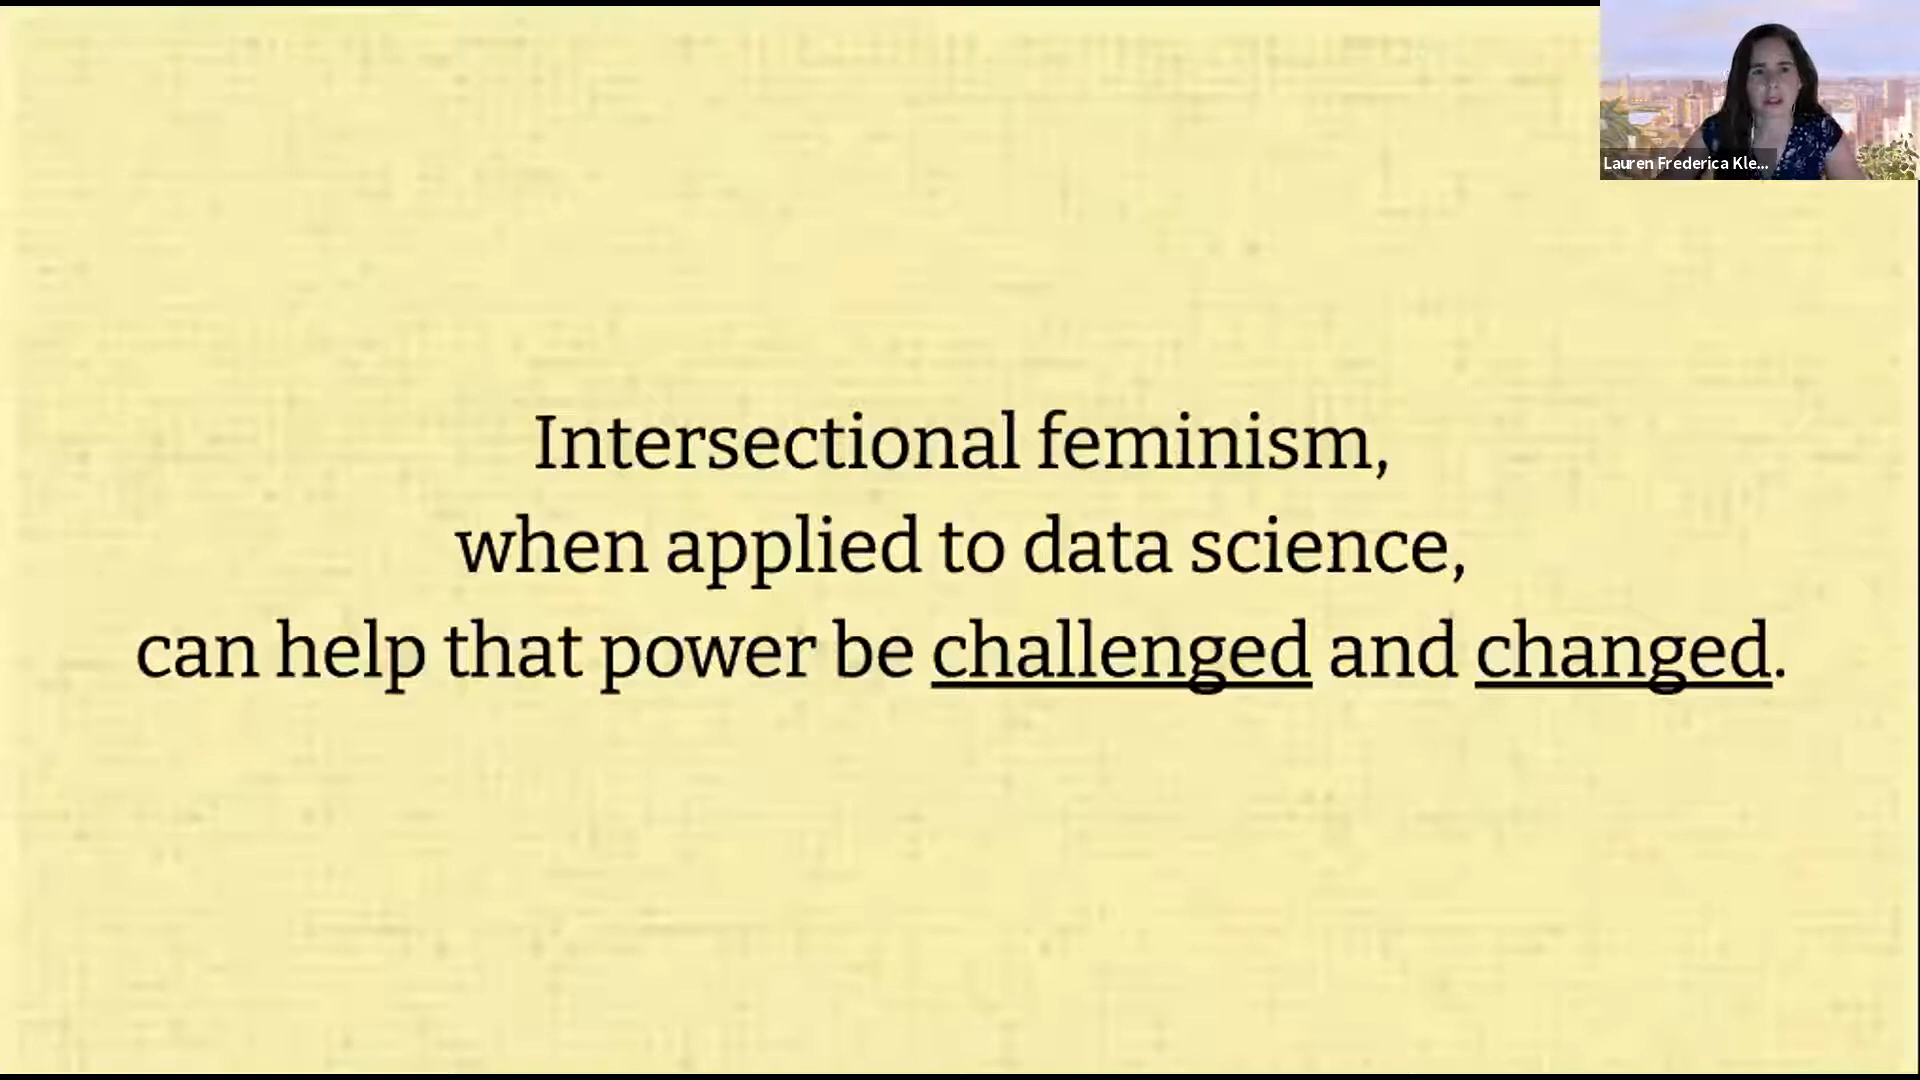 Lauren Frederica Kle...
Intersectional feminism,
when applied to data science,
can help that power be challenged and changed.